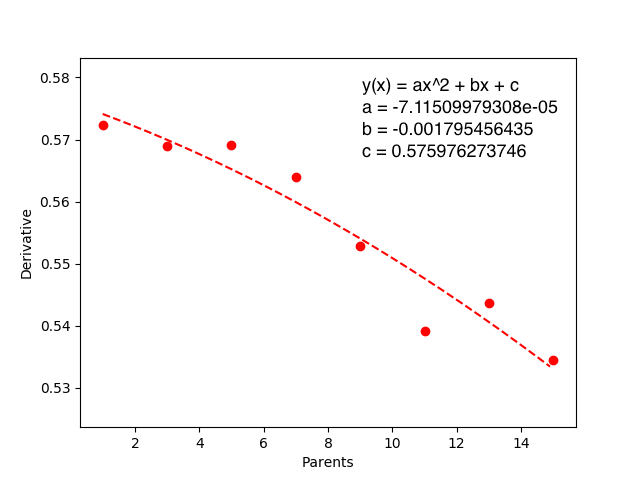 y(x) = ax^2 + bx + c
a = -7.11509979308e-05
b = -0.001795456435
c = 0.575976273746
0.58
0.57
0.56
0.55
0.54
0.53
Derivative
2 4 6 8 10 12 14
Parents